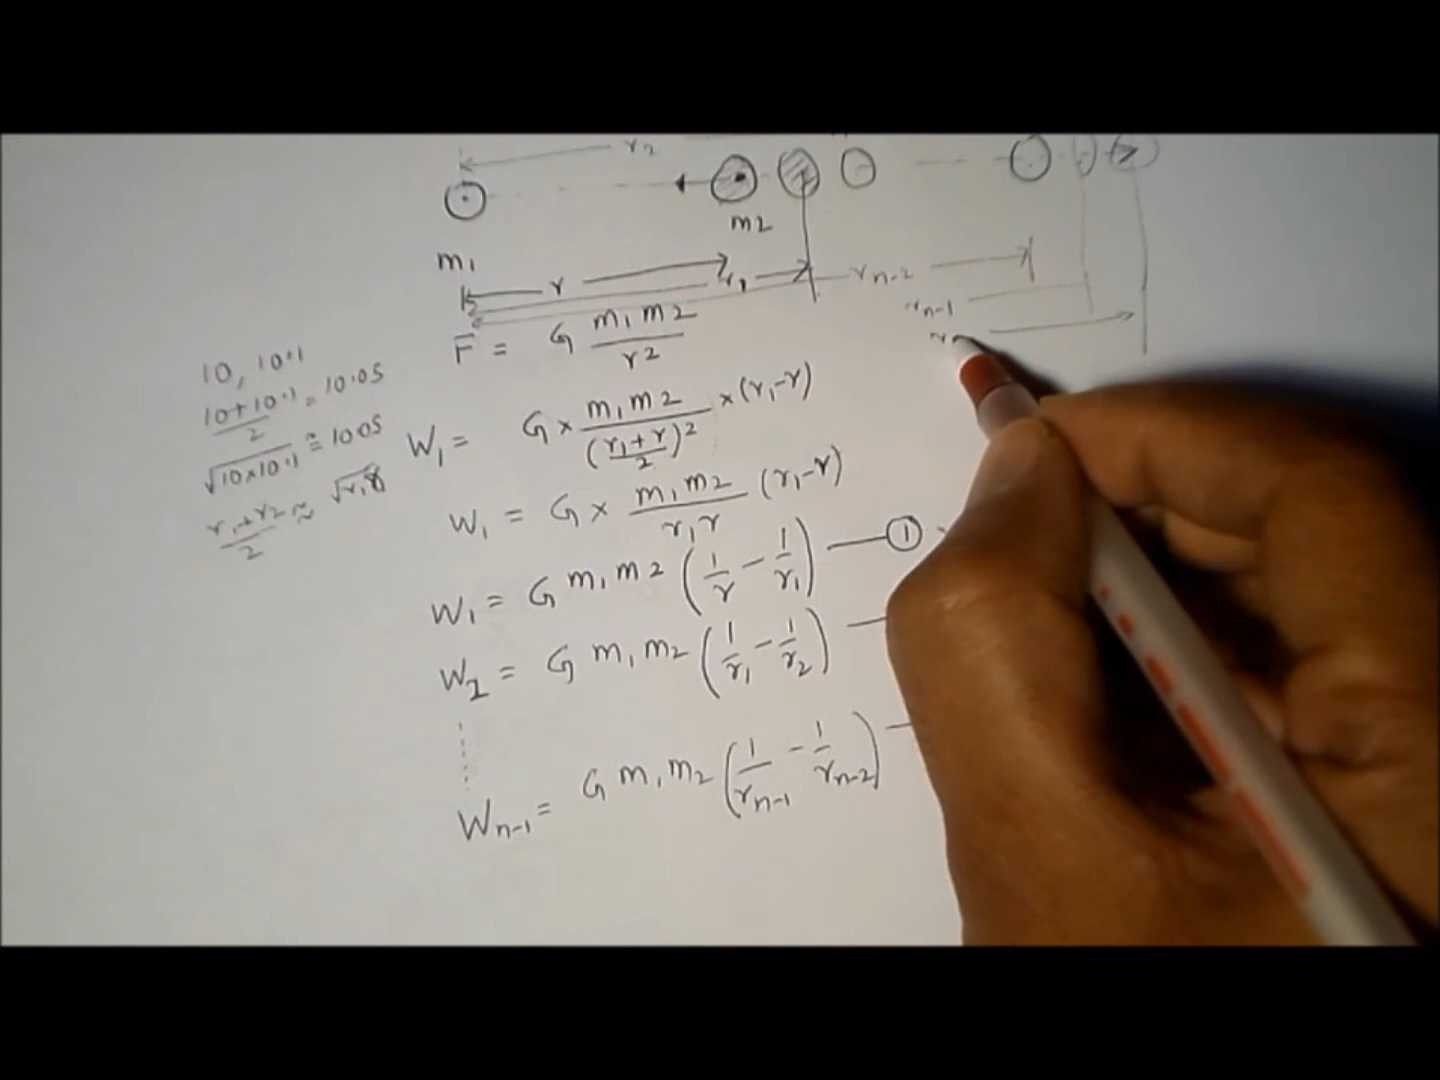 r2
m2
m1
r r1 rn-2
rn-1
F = G m1 m2 / r2
10, 10.1
10+10.1 / 2 = 10.05
√10×10.1 ≈ 10.05
r1+r2 / 2 ≈ √r1r
W1 = G × m1 m2 / (r1+r / 2)2 × (r1-r)
W1 = G × m1 m2 / r1 r (r1-r)
W1 = G m1 m2 (1/r - 1/r1) — 1
W2 = G m1 m2 (1/r1 - 1/r2) —
Wn-1 = G m1 m2 (1/rn-1 - 1/rn-2) —